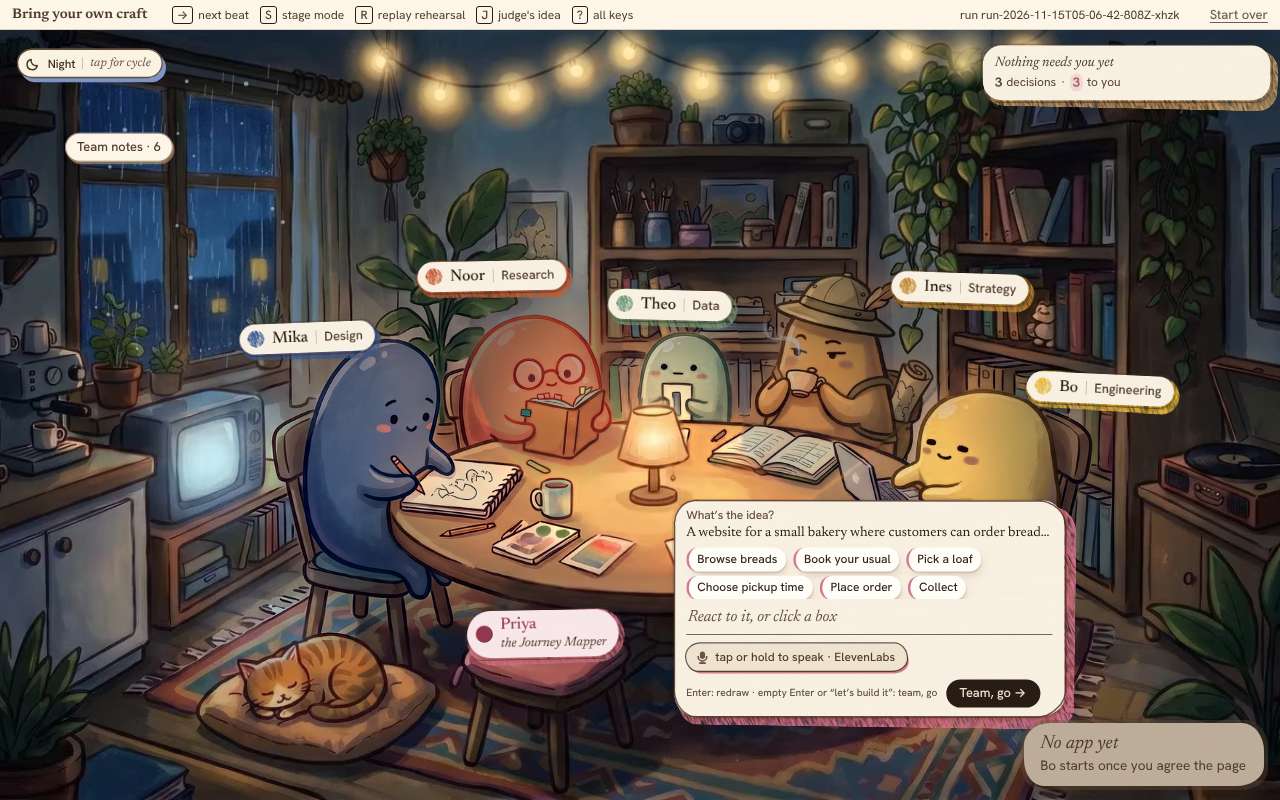 Bring your own craft → next beat S stage mode R replay rehearsal J judge's idea ? all keys run run-2026-11-15T05-06-42-808Z-xhzk Start over
Night tap for cycle
Nothing needs you yet
3 decisions · 3 to you
Team notes · 6
Noor Research
Ines Strategy
Theo Data
Mika Design
Bo Engineering
What's the idea?
A website for a small bakery where customers can order bread...
Browse breads Book your usual Pick a loaf
Choose pickup time Place order Collect
React to it, or click a box
Priya
the Journey Mapper
tap or hold to speak · ElevenLabs
Enter: redraw · empty Enter or “let’s build it”: team, go Team, go →
No app yet
Bo starts once you agree the page